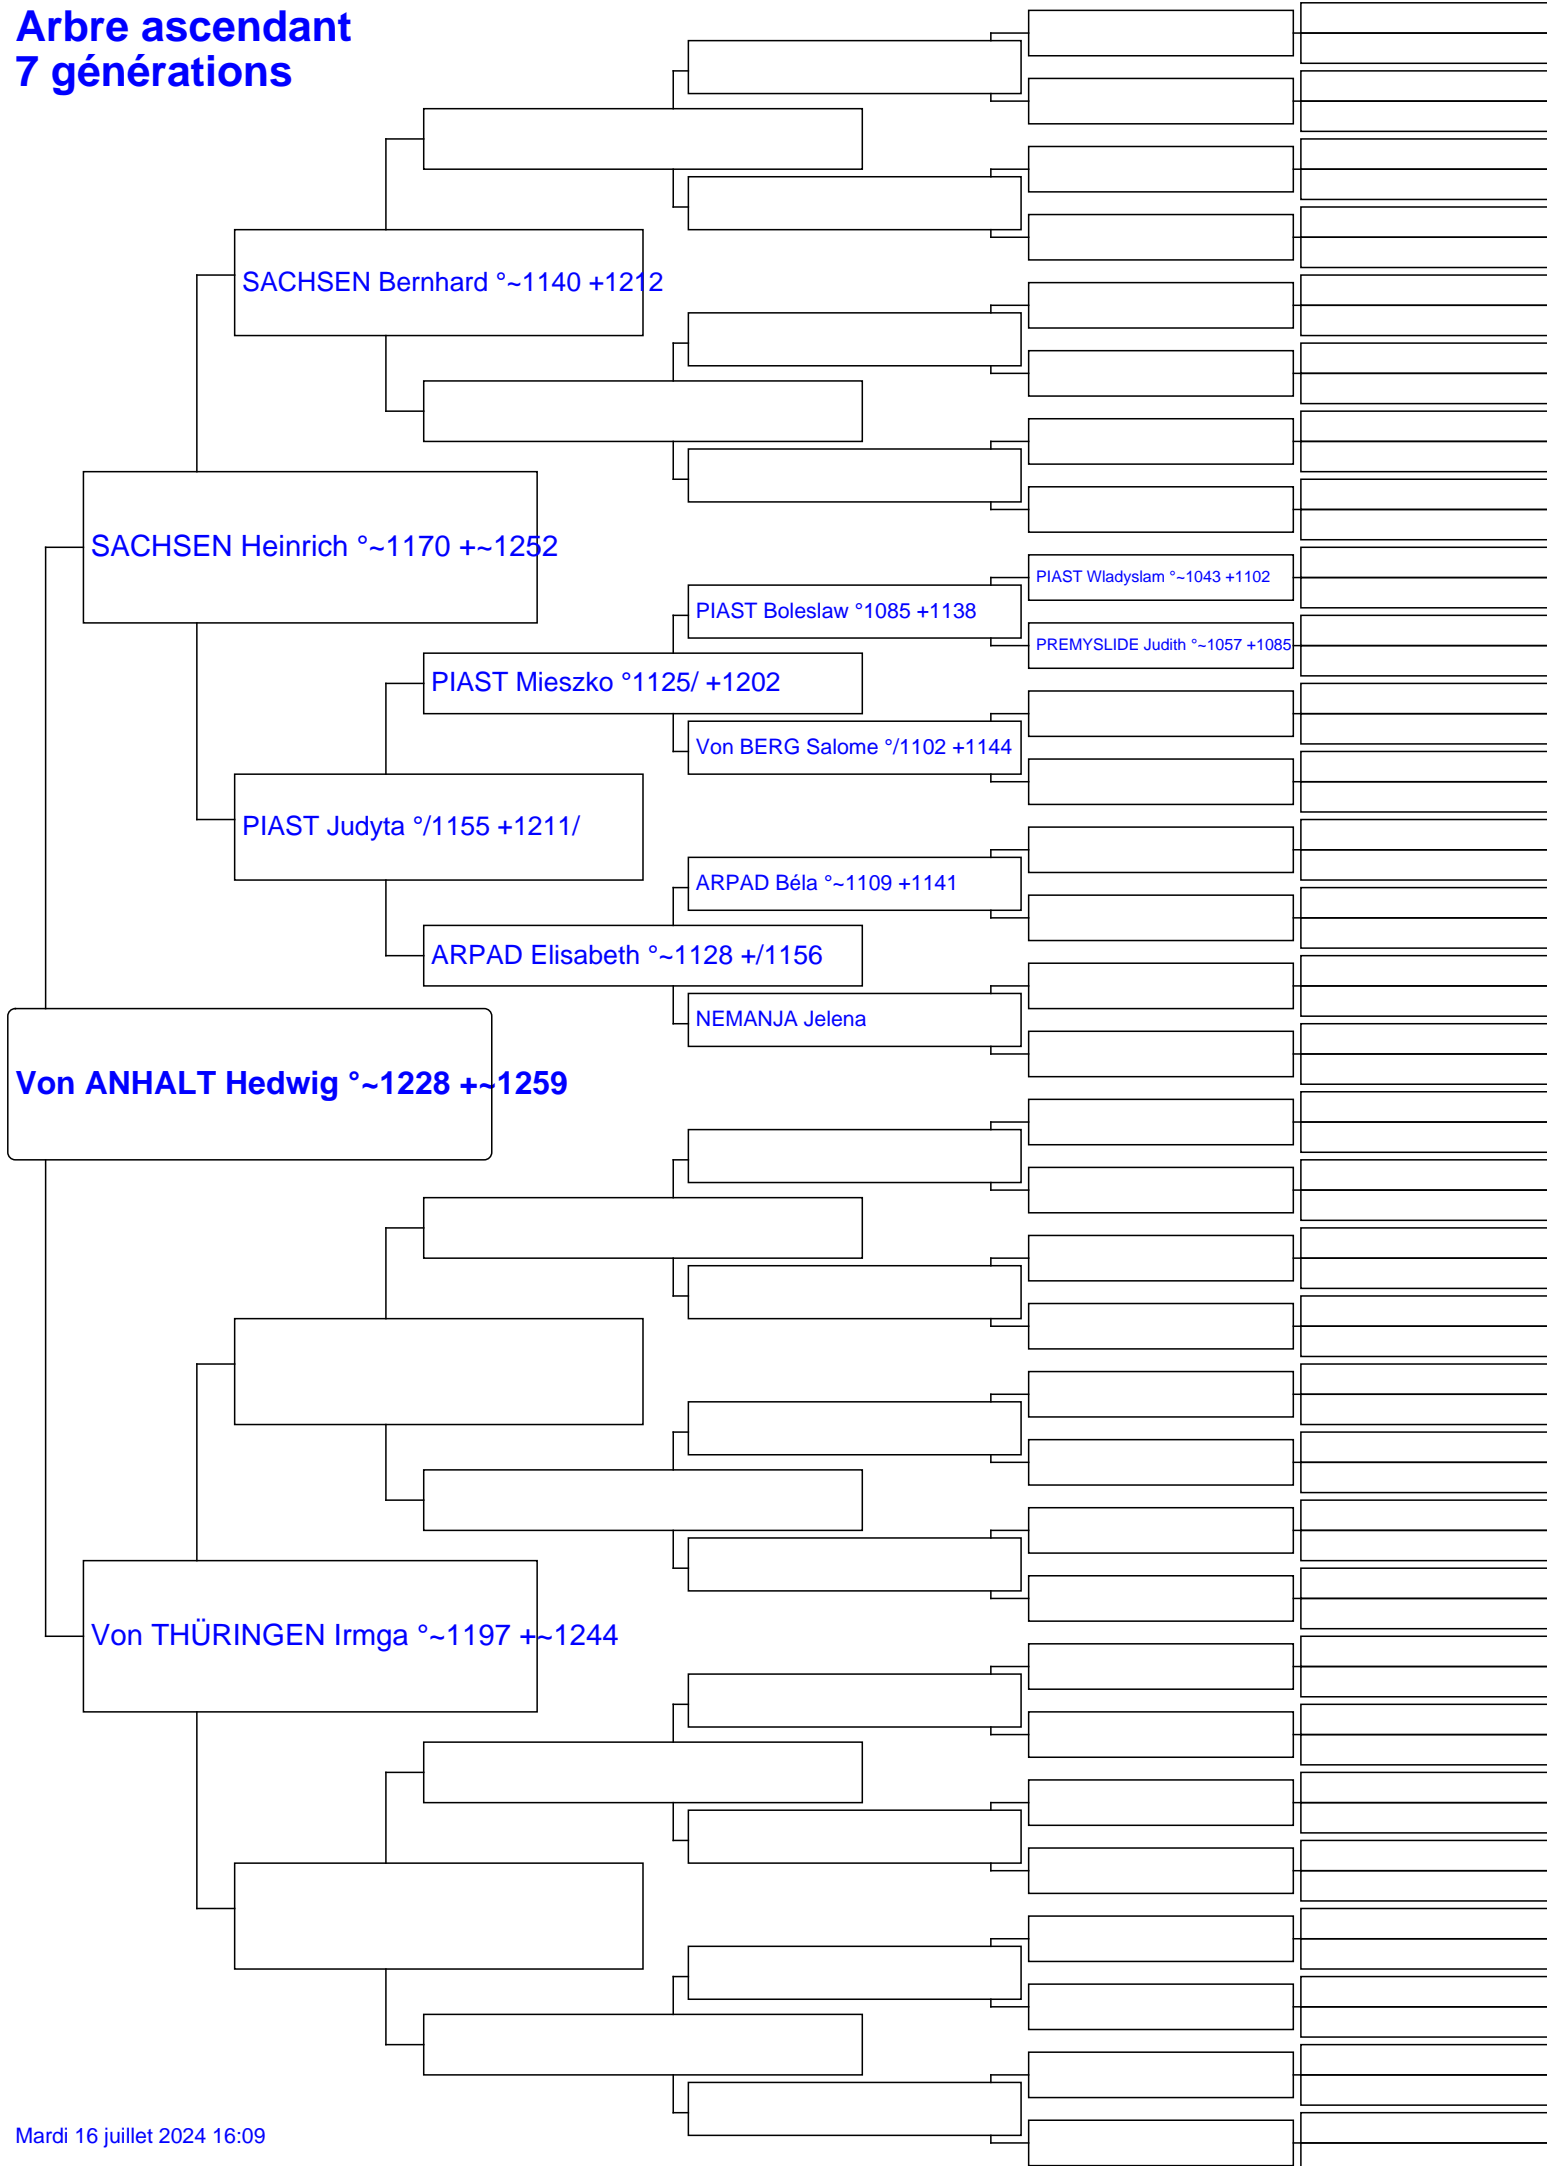 Arbre ascendant
7 générations
SACHSEN Bernhard °~1140 +1212
SACHSEN Heinrich °~1170 +~1252
PIAST Wladyslam °~1043 +1102
PIAST Boleslaw °1085 +1138
PREMYSLIDE Judith °~1057 +1085
PIAST Mieszko °1125/ +1202
Von BERG Salome °/1102 +1144
PIAST Judyta °/1155 +1211/
ARPAD Béla °~1109 +1141
ARPAD Elisabeth °~1128 +/1156
NEMANJA Jelena
Von ANHALT Hedwig °~1228 +~1259
Von THÜRINGEN Irmga °~1197 +~1244
Mardi 16 juillet 2024 16:09